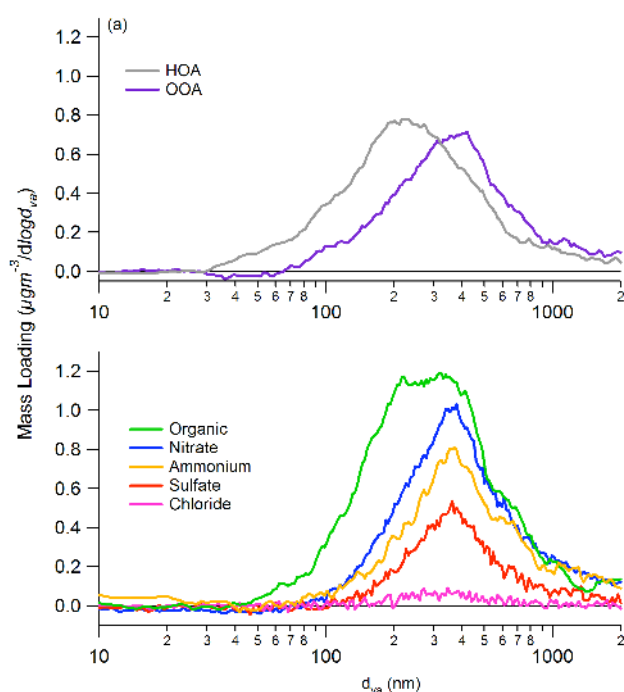 (a)
1.2
1.0
0.8
0.6
0.4
0.2
0.0
HOA
OOA
10 2 3 4 5 6 7 8 100 2 3 4 5 6 7 8 1000 2
Mass Loading (µgm⁻³/dlogdva)
1.2
1.0
0.8
0.6
0.4
0.2
0.0
Organic
Nitrate
Ammonium
Sulfate
Chloride
10 2 3 4 5 6 7 8 100 2 3 4 5 6 7 8 1000 2
dva (nm)